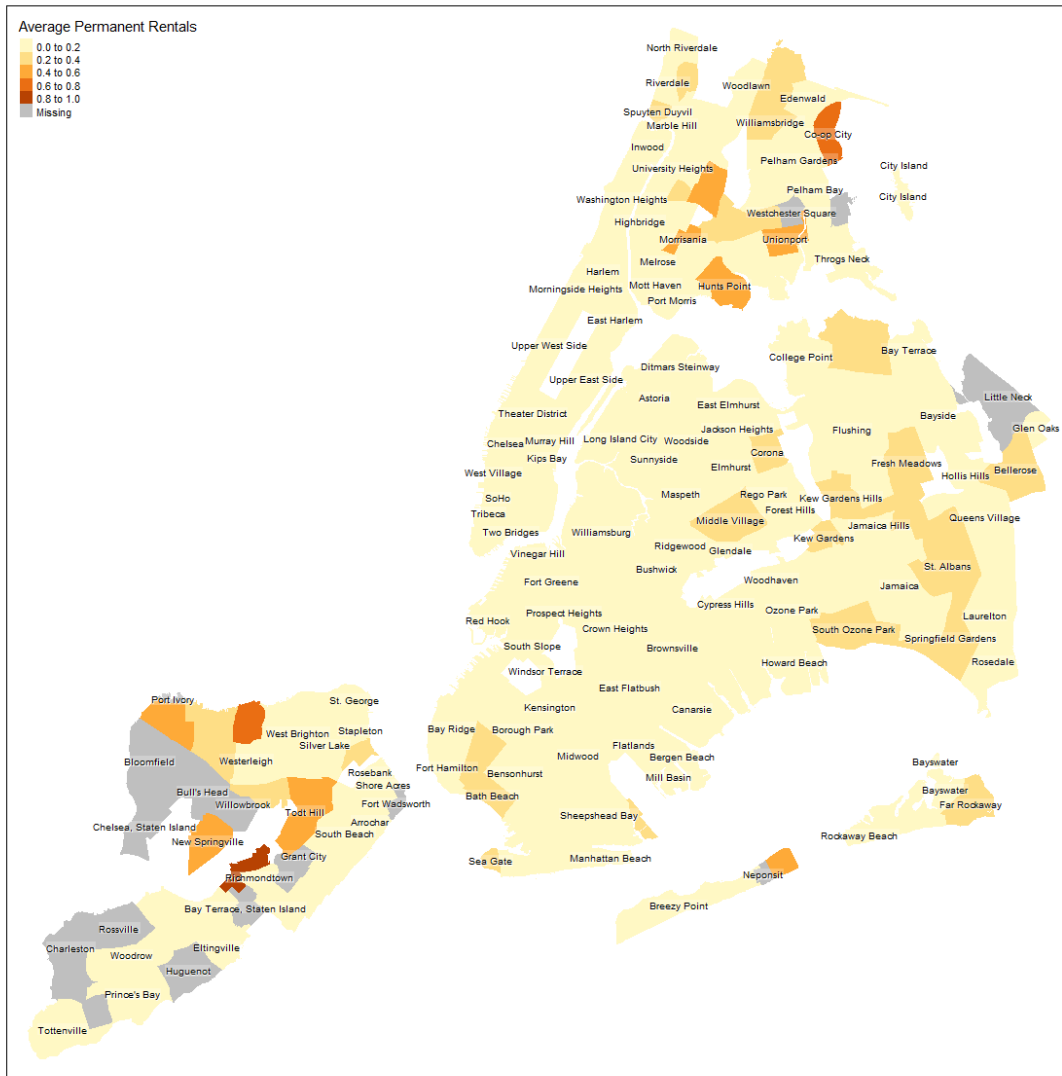 Average Permanent Rentals
0.0 to 0.2
0.2 to 0.4
0.4 to 0.6
0.6 to 0.8
0.8 to 1.0
Missing
North Riverdale
Riverdale
Woodlawn
Edenwald
Spuyten Duyvil
Williamsbridge
Marble Hill
Co-op City
Inwood
Pelham Gardens
City Island
University Heights
Pelham Bay
City Island
Washington Heights
Westchester Square
Highbridge
Morrisania
Unionport
Melrose
Throgs Neck
Harlem
Mott Haven
Hunts Point
Morningside Heights
Port Morris
East Harlem
Upper West Side
College Point
Bay Terrace
Ditmars Steinway
Upper East Side
Little Neck
Astoria
East Elmhurst
Theater District
Bayside
Glen Oaks
Jackson Heights
Flushing
Chelsea
Murray Hill
Long Island City
Woodside
Kips Bay
Sunnyside
Corona
Elmhurst
Fresh Meadows
West Village
Hollis Hills
Bellerose
SoHo
Maspeth
Rego Park
Kew Gardens Hills
Forest Hills
Tribeca
Middle Village
Jamaica Hills
Queens Village
Two Bridges
Williamsburg
Kew Gardens
Vinegar Hill
Ridgewood
Glendale
Bushwick
St. Albans
Fort Greene
Woodhaven
Jamaica
Cypress Hills
Ozone Park
Prospect Heights
Laurelton
Red Hook
Crown Heights
South Ozone Park
Springfield Gardens
South Slope
Brownsville
Howard Beach
Rosedale
Windsor Terrace
East Flatbush
Port Ivory
St. George
Kensington
Canarsie
West Brighton
Stapleton
Bay Ridge
Borough Park
Silver Lake
Flatlands
Bloomfield
Westerleigh
Midwood
Bergen Beach
Bayswater
Rosebank
Fort Hamilton
Bensonhurst
Mill Basin
Shore Acres
Bull's Head
Bath Beach
Bayswater
Willowbrook
Fort Wadsworth
Far Rockaway
Todt Hill
Sheepshead Bay
Arrochar
Chelsea, Staten Island
South Beach
Rockaway Beach
New Springville
Grant City
Sea Gate
Manhattan Beach
Richmondtown
Neponsit
Bay Terrace, Staten Island
Breezy Point
Rossville
Charleston
Eltingville
Woodrow
Huguenot
Prince's Bay
Tottenville